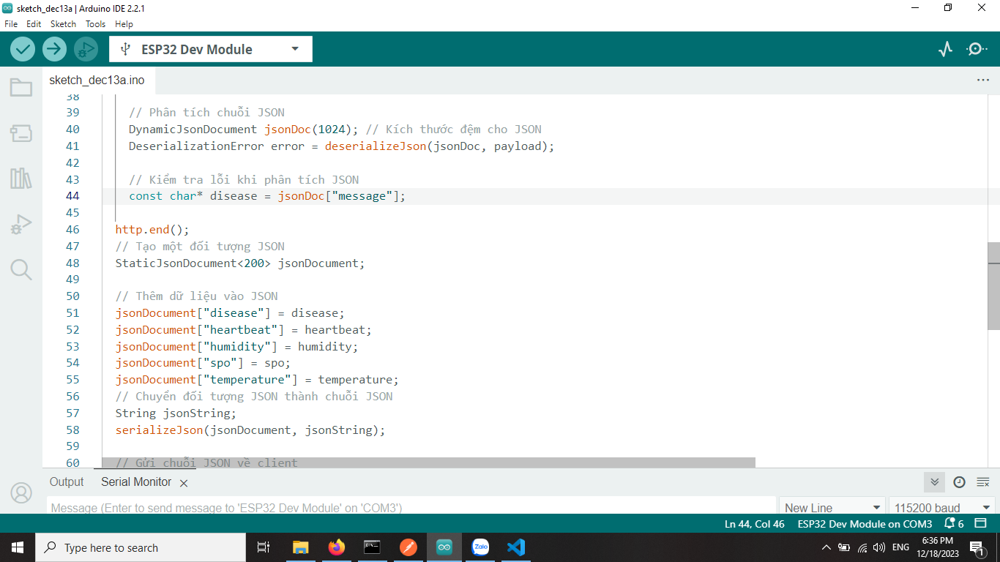 sketch_dec13a | Arduino IDE 2.2.1
File Edit Sketch Tools Help
ESP32 Dev Module
sketch_dec13a.ino
38
39 // Phân tích chuỗi JSON
40 DynamicJsonDocument jsonDoc(1024); // Kích thước đệm cho JSON
41 DeserializationError error = deserializeJson(jsonDoc, payload);
42
43 // Kiểm tra lỗi khi phân tích JSON
44 const char* disease = jsonDoc["message"];
45
46 http.end();
47 // Tạo một đối tượng JSON
48 StaticJsonDocument<200> jsonDocument;
49
50 // Thêm dữ liệu vào JSON
51 jsonDocument["disease"] = disease;
52 jsonDocument["heartbeat"] = heartbeat;
53 jsonDocument["humidity"] = humidity;
54 jsonDocument["spo"] = spo;
55 jsonDocument["temperature"] = temperature;
56 // Chuyển đối tượng JSON thành chuỗi JSON
57 String jsonString;
58 serializeJson(jsonDocument, jsonString);
59
60 // Gửi chuỗi JSON về client
Output Serial Monitor
Message (Enter to send message to 'ESP32 Dev Module' on 'COM3') New Line 115200 baud
Ln 44, Col 46 ESP32 Dev Module on COM3 6
Type here to search Zalo ENG 6:36 PM
12/18/2023 1